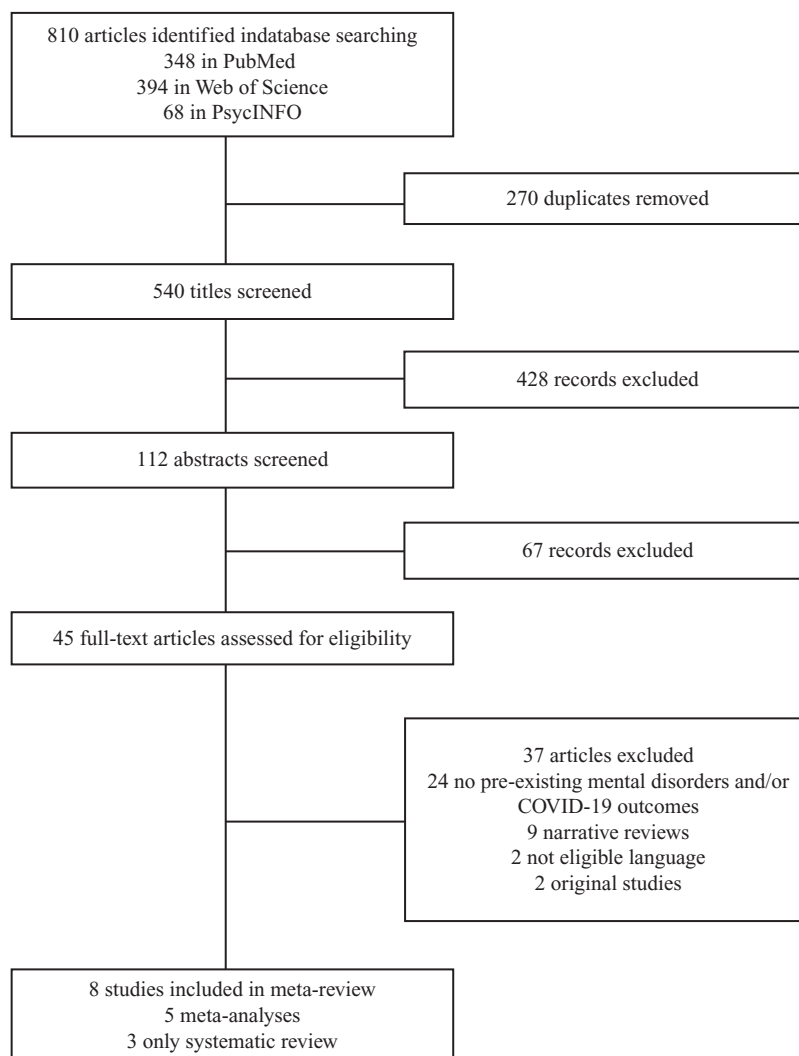 810 articles identified indatabase searching
348 in PubMed
394 in Web of Science
68 in PsycINFO
270 duplicates removed
540 titles screened
428 records excluded
112 abstracts screened
67 records excluded
45 full-text articles assessed for eligibility
37 articles excluded
24 no pre-existing mental disorders and/or
COVID-19 outcomes
9 narrative reviews
2 not eligible language
2 original studies
8 studies included in meta-review
5 meta-analyses
3 only systematic review